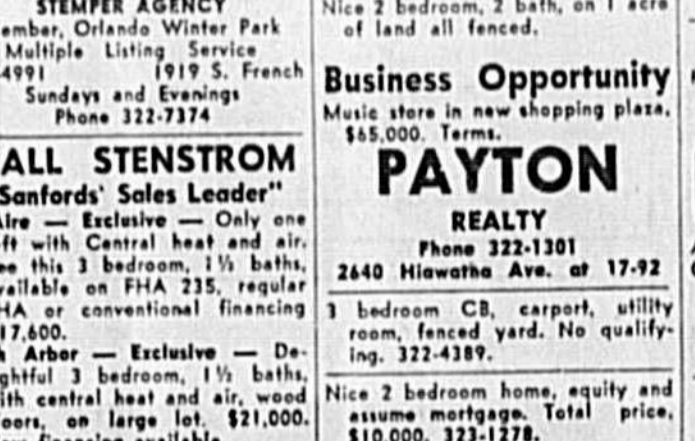 STEMPER AGENCY
ember, Orlando Winter Park
Multiple Listing Service
4991 1919 S. French
Sundays and Evenings
Phone 322-7374
ALL STENSTROM
Sanfords' Sales Leader"
Aire — Exclusive — Only one
ft with Central heat and air.
ee this 3 bedroom, 1½ baths,
vailable on FHA 235, regular
HA or conventional financing
17,600.
h Arbor — Exclusive — De-
ghtful 3 bedroom, 1½ baths,
ith central heat and air, wood
oors, on large lot. $21,000.
financing available
Nice 2 bedroom, 2 bath, on 1 acre
of land all fenced.
Business Opportunity
Music store in new shopping plaza.
$65,000. Terms.
PAYTON
REALTY
Phone 322-1301
2640 Hiawatha Ave. at 17-92
3 bedroom CB, carport, utility
room, fenced yard. No qualify-
ing. 322-4389.
Nice 2 bedroom home, equity and
assume mortgage. Total price,
$10,000. 323-1278.